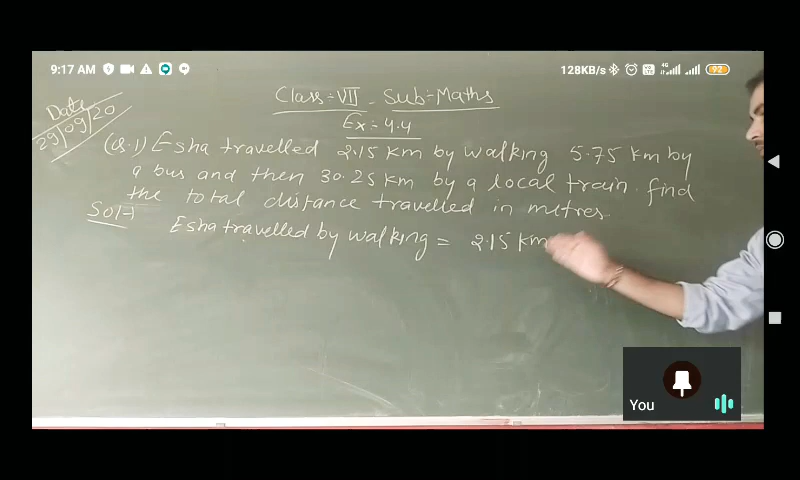 9:17 AM
128KB/s 4G 92
Class÷VII - Sub÷Maths
Date
29/09/20
Ex÷4.4
(Q.1) Esha travelled 2.15 km by walking 5.75 km by
a bus and then 30.25 km by a local train. find
the total distance travelled in metres.
Sol→ Esha travelled by walking = 2.15 km
You